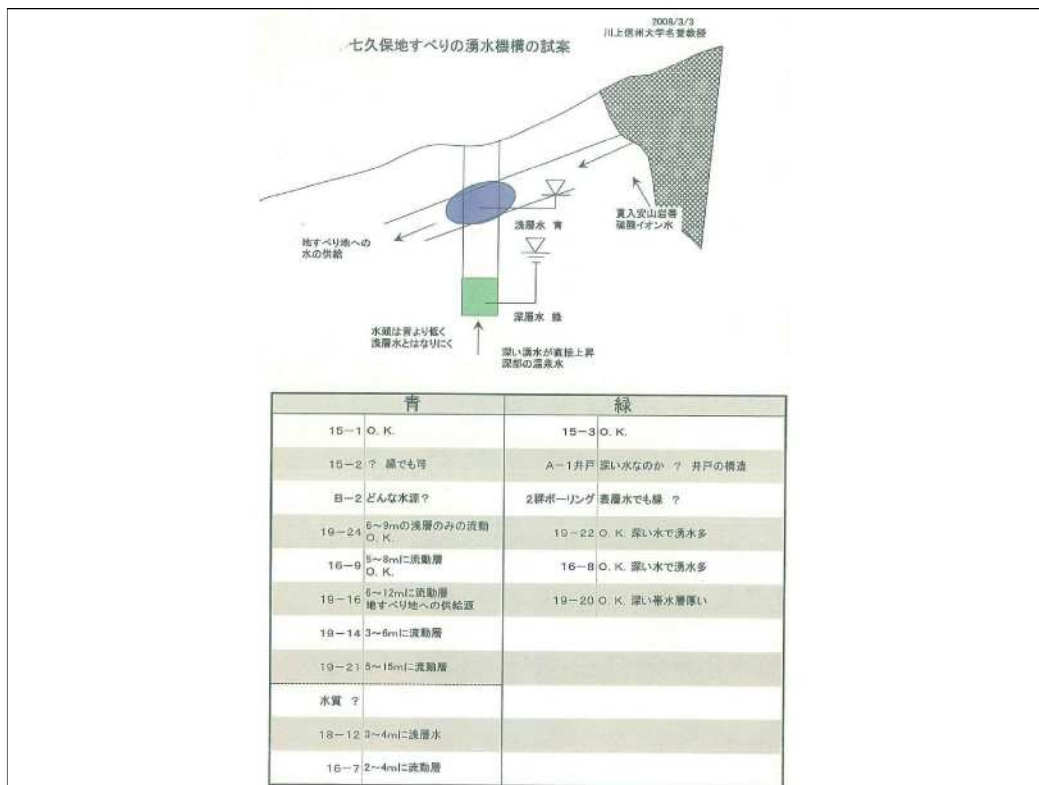 2008/3/3
川上信州大学名誉教授
七久保地すべりの湧水機構の試案
貫入安山岩帯
硫酸イオン水
浅層水 青
地すべり地への
水の供給
深層水 緑
水頭は青より低く
浅層水とはなりにく
深い湧水が直接上昇
深部の温泉水
青 緑
15-1 O. K. 15-3 O. K.
15-2 ? 緑でも可 A-1井戸 深い水なのか ? 井戸の構造
B-2 どんな水源? 2課ボーリング 表層水でも緑 ?
19-24 6~9mの浅層のみの流動
O. K. 19-22 O. K. 深い水で湧水多
16-9 5~8mに流動層
O. K. 16-8 O. K. 深い水で湧水多
19-16 6~12mに流動層
地すべり地への供給源 19-20 O. K. 深い帯水層厚い
19-14 3~6mに流動層
19-21 5~15mに流動層
水質 ?
18-12 3~4mに浅層水
16-7 2~4mに流動層